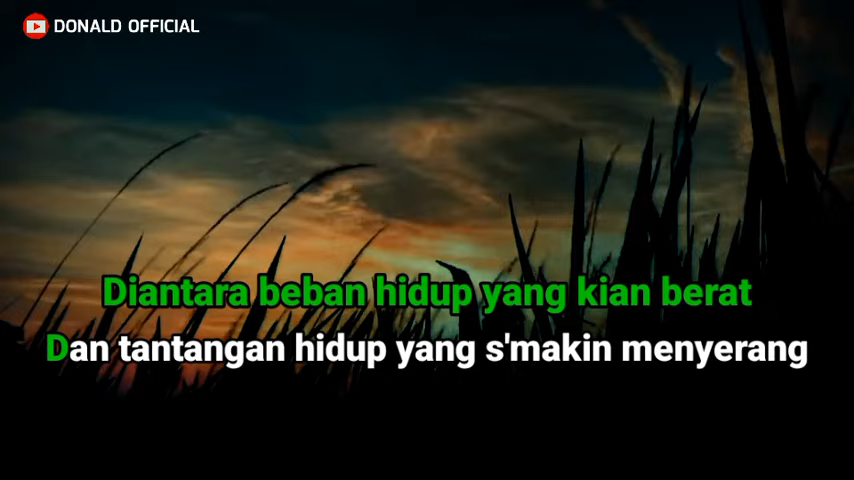 DONALD OFFICIAL
Diantara beban hidup yang kian berat
Dan tantangan hidup yang s'makin menyerang